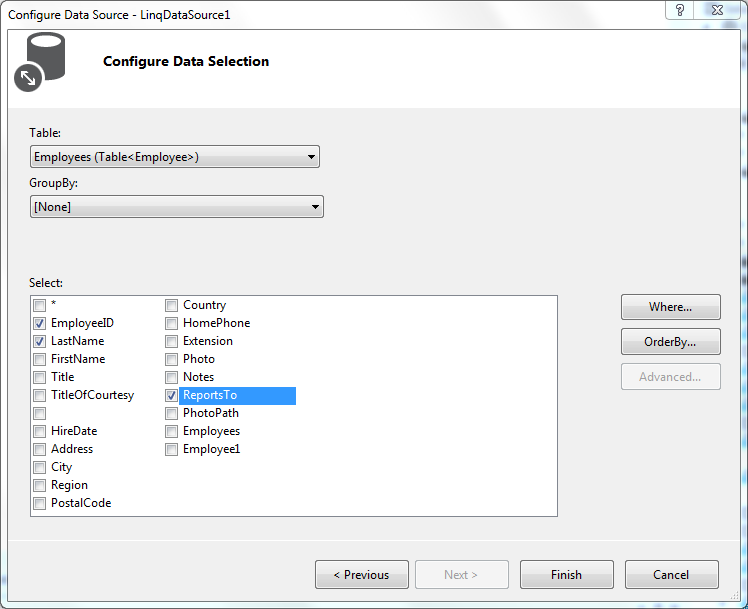 Configure Data Source - LinqDataSource1
?
Configure Data Selection
Table:
Employees (Table<Employee>)
GroupBy:
[None]
Select:
*
EmployeeID
LastName
FirstName
Title
TitleOfCourtesy
HireDate
Address
City
Region
PostalCode
Country
HomePhone
Extension
Photo
Notes
ReportsTo
PhotoPath
Employees
Employee1
Where...
OrderBy...
Advanced...
< Previous
Next >
Finish
Cancel